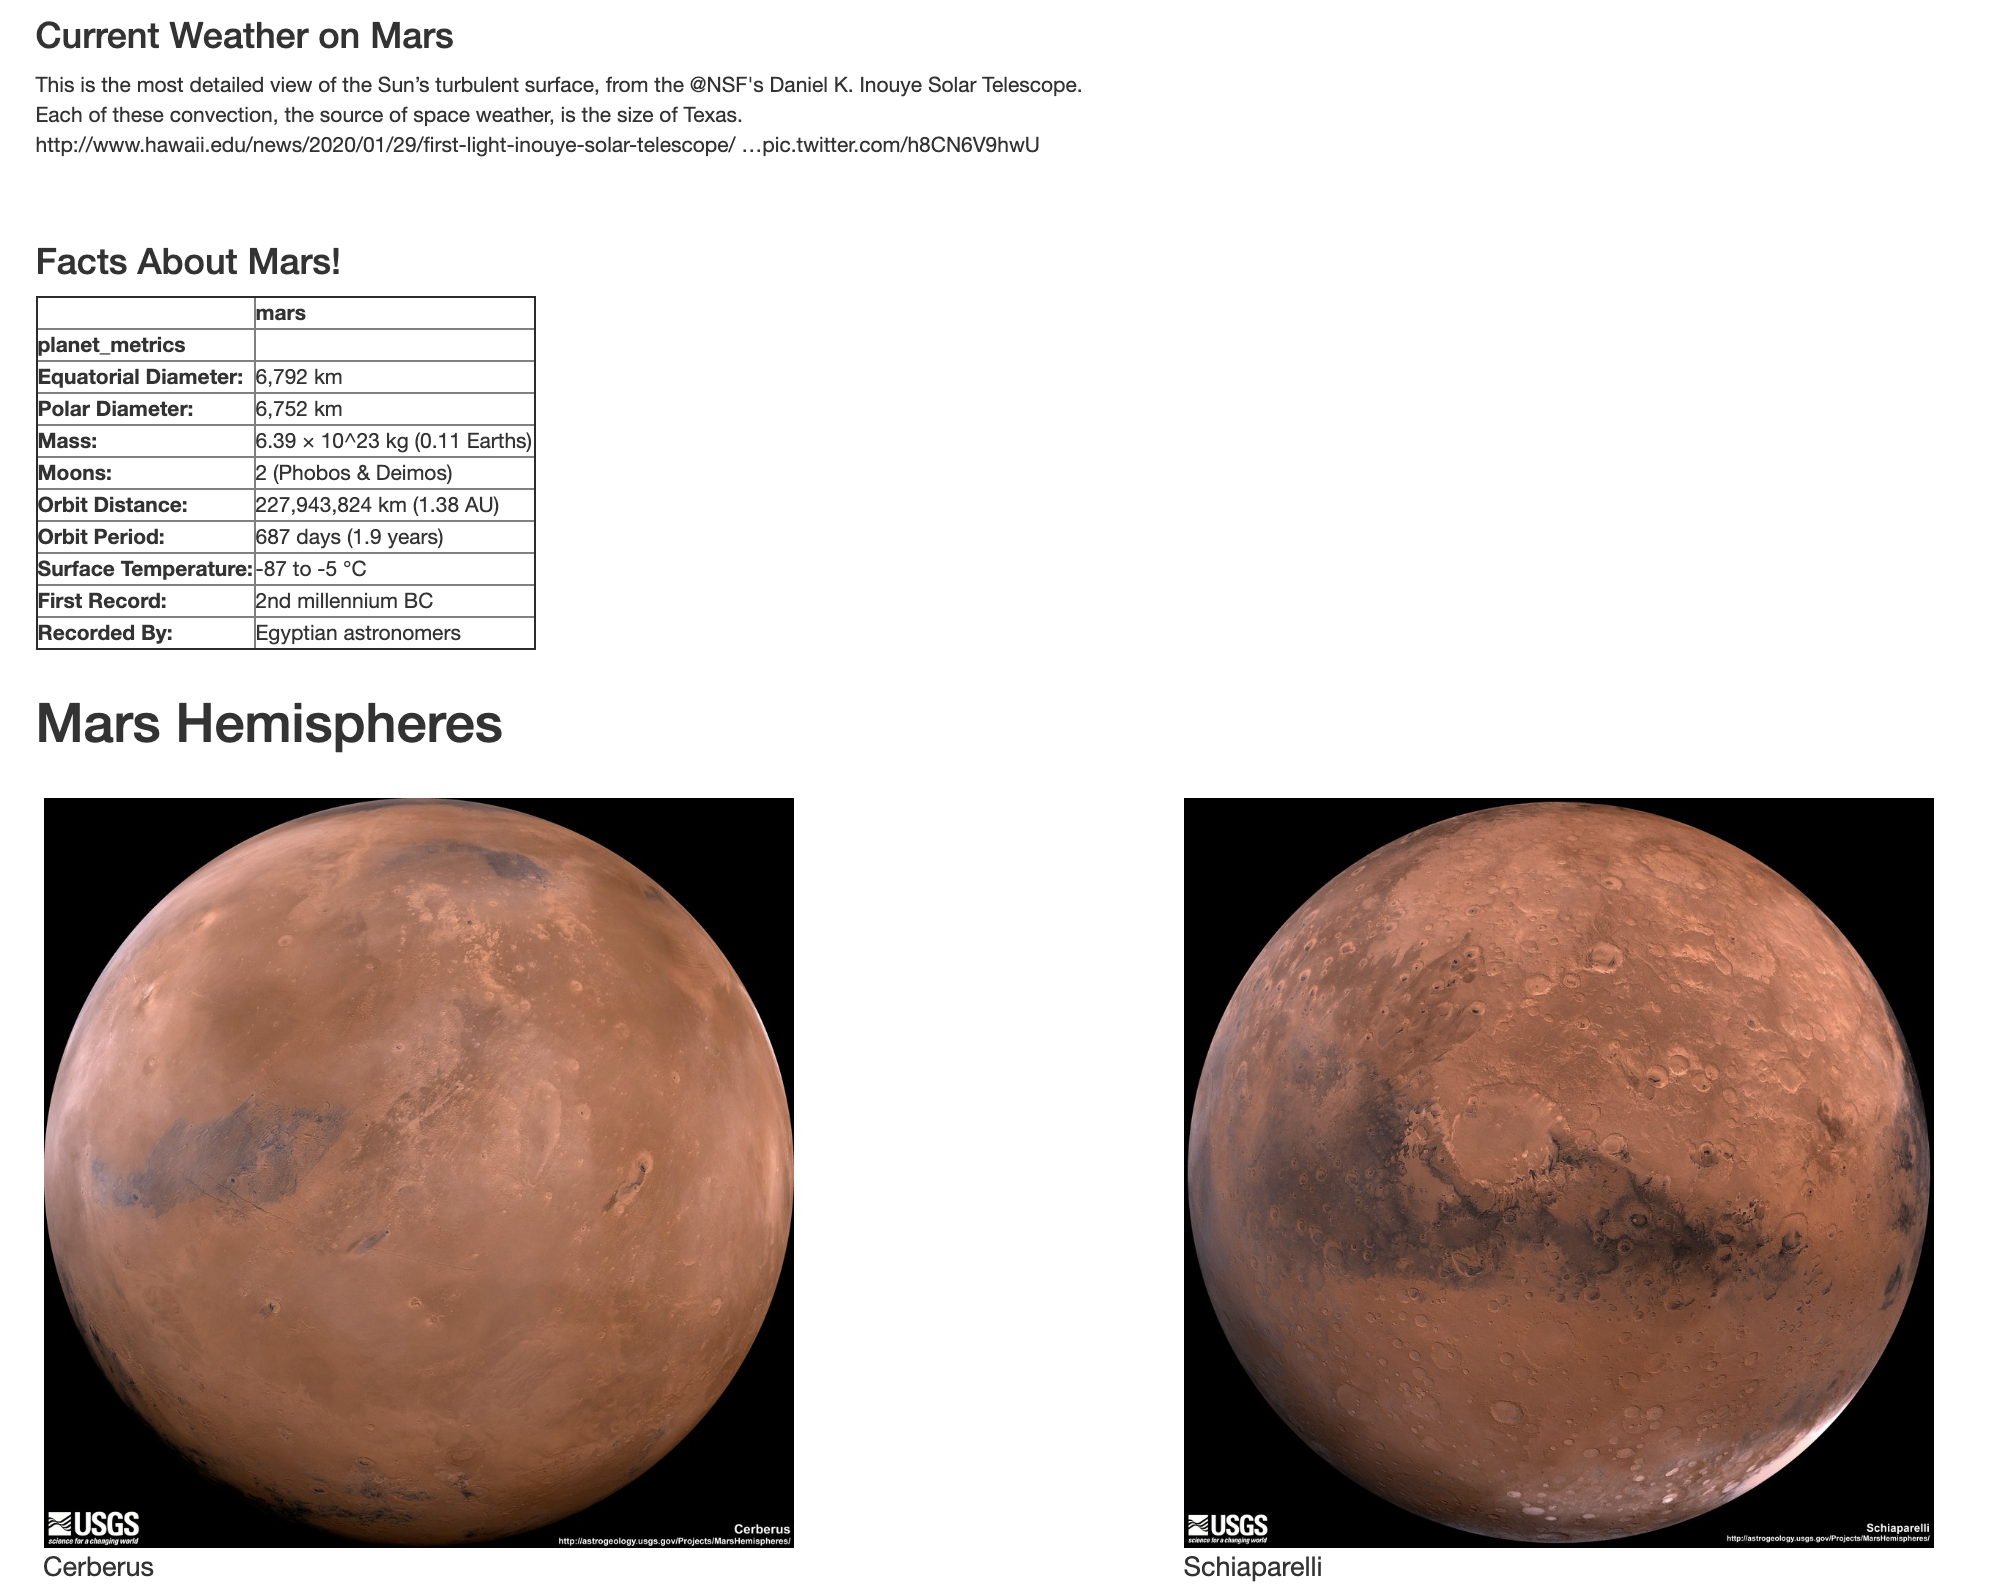 Current Weather on Mars
This is the most detailed view of the Sun’s turbulent surface, from the @NSF's Daniel K. Inouye Solar Telescope.
Each of these convection, the source of space weather, is the size of Texas.
http://www.hawaii.edu/news/2020/01/29/first-light-inouye-solar-telescope/ …pic.twitter.com/h8CN6V9hwU
Facts About Mars!
mars
planet_metrics
Equatorial Diameter: 6,792 km
Polar Diameter: 6,752 km
Mass: 6.39 × 10^23 kg (0.11 Earths)
Moons: 2 (Phobos & Deimos)
Orbit Distance: 227,943,824 km (1.38 AU)
Orbit Period: 687 days (1.9 years)
Surface Temperature: -87 to -5 °C
First Record: 2nd millennium BC
Recorded By: Egyptian astronomers
Mars Hemispheres
USGS
science for a changing world
Cerberus
http://astrogeology.usgs.gov/Projects/MarsHemispheres/
Cerberus
USGS
science for a changing world
Schiaparelli
http://astrogeology.usgs.gov/Projects/MarsHemispheres/
Schiaparelli